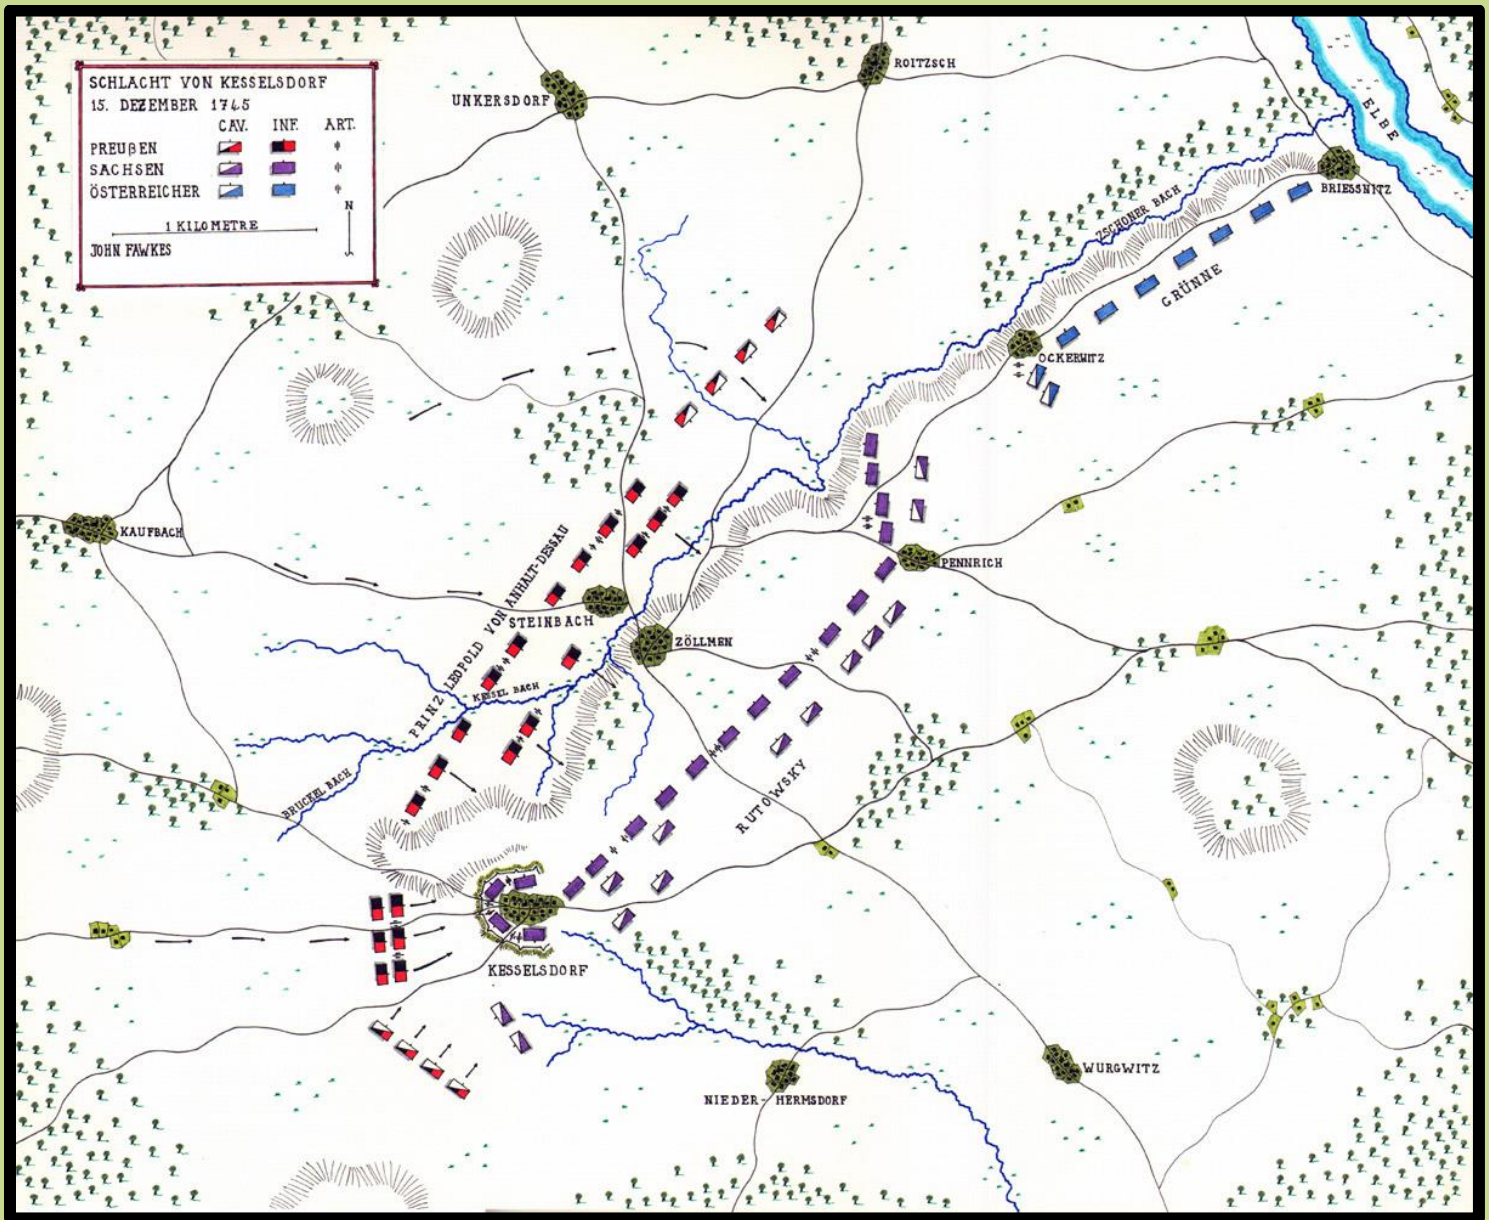 SCHLACHT VON KESSELSDORF
15. DEZEMBER 1745
CAV. INF. ART.
PREUßEN
SACHSEN
ÖSTERREICHER
N
1 KILOMETRE
JOHN FAWKES
UNKERSDORF
ROITZSCH
ELBE
BRIESSNITZ
ZSCHONER BACH
GRÜNNE
OCKERWITZ
KAUFBACH
PENNRICH
PRINZ LEOPOLD VON ANHALT-DESSAU
STEINBACH
ZÖLLMEN
KESSEL BACH
BRUCKEL BACH
RUTOWSKY
KESSELSDORF
WURGWITZ
NIEDER-HERMSDORF